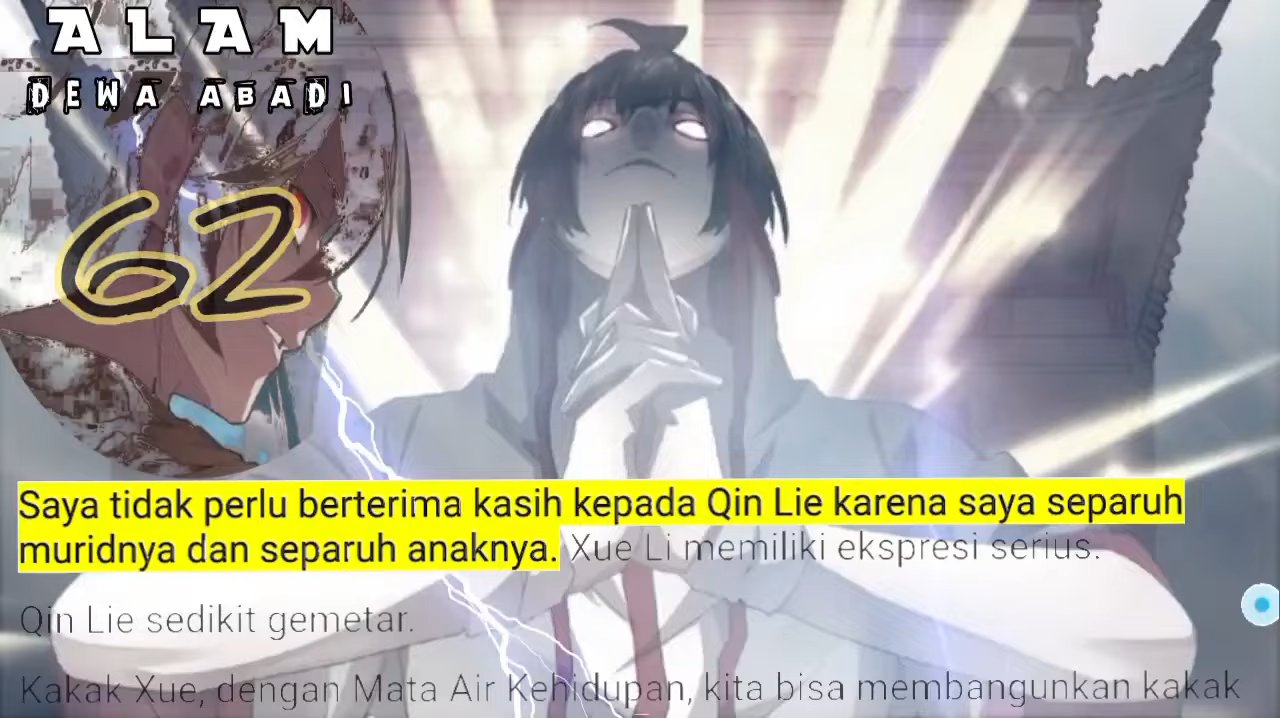 ALAM
DEWA ABADI
62
Saya tidak perlu berterima kasih kepada Qin Lie karena saya separuh
muridnya dan separuh anaknya. Xue Li memiliki ekspresi serius.
Qin Lie sedikit gemetar.
Kakak Xue, dengan Mata Air Kehidupan, kita bisa membangunkan kakak